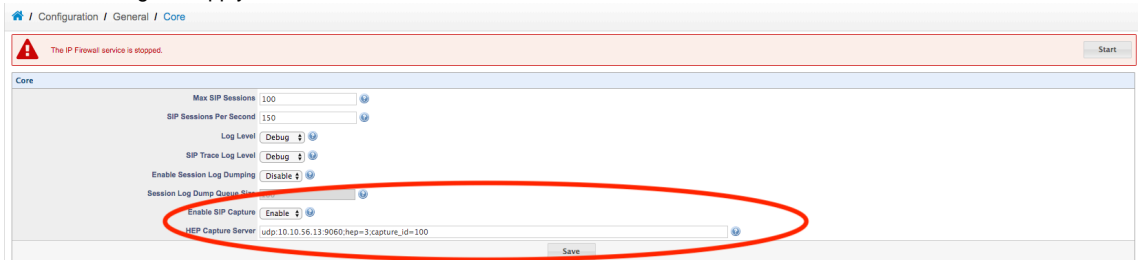 / Configuration / General / Core
The IP Firewall service is stopped.
Start
Core
Max SIP Sessions 100
SIP Sessions Per Second 150
Log Level Debug
SIP Trace Log Level Debug
Enable Session Log Dumping Disable
Session Log Dump Queue Size
Enable SIP Capture Enable
HEP Capture Server udp:10.10.56.13:9060;hep=3;capture_id=100
Save